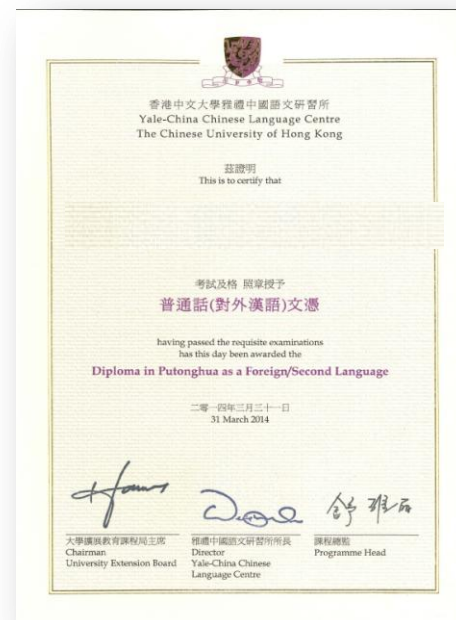 香港中文大學雅禮中國語文研習所
Yale-China Chinese Language Centre
The Chinese University of Hong Kong
茲證明
This is to certify that
考試及格 照章授予
普通話(對外漢語)文憑
having passed the requisite examinations
has this day been awarded the
Diploma in Putonghua as a Foreign/Second Language
二零一四年三月三十一日
31 March 2014
大學擴展教育課程局主席
Chairman
University Extension Board
雅禮中國語文研習所所長
Director
Yale-China Chinese
Language Centre
課程總監
Programme Head